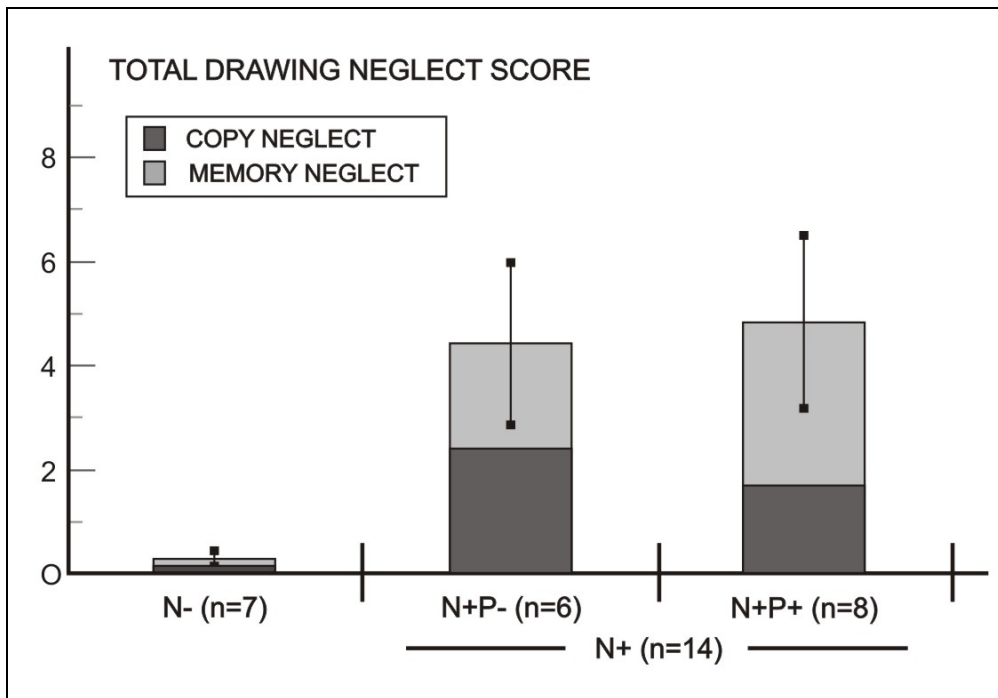 TOTAL DRAWING NEGLECT SCORE
COPY NEGLECT
MEMORY NEGLECT
8
6
4
2
O
N- (n=7)
N+P- (n=6)
N+P+ (n=8)
N+ (n=14)